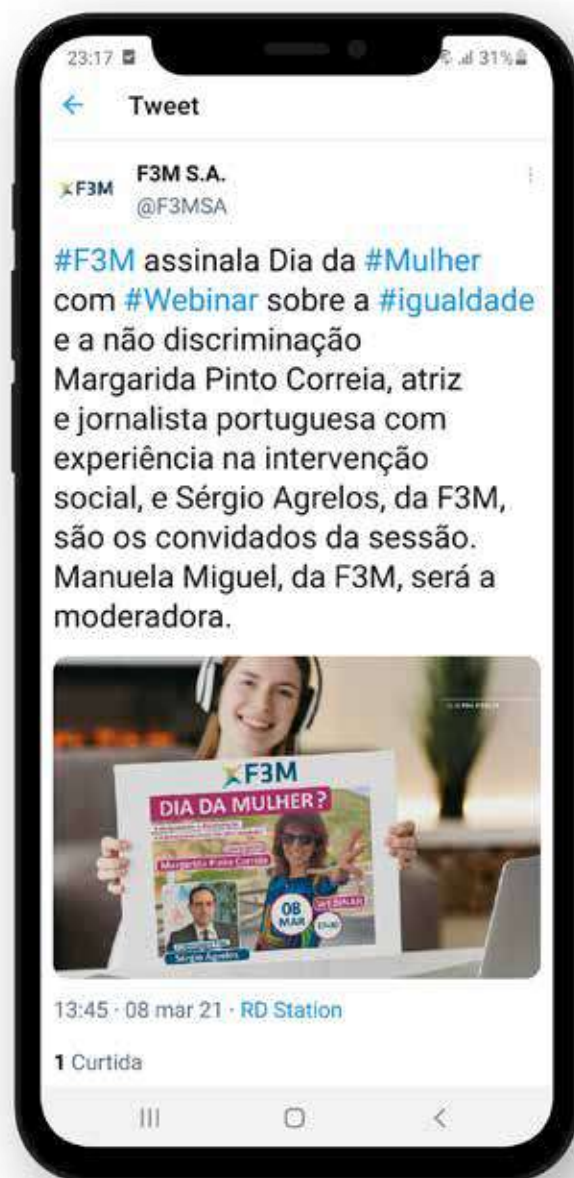 23:17
31%
Tweet
F3M
F3M S.A.
@F3MSA
#F3M assinala Dia da #Mulher
com #Webinar sobre a #igualdade
e a não discriminação
Margarida Pinto Correia, atriz
e jornalista portuguesa com
experiência na intervenção
social, e Sérgio Agrelos, da F3M,
são os convidados da sessão.
Manuela Miguel, da F3M, será a
moderadora.
F3M
DIA DA MULHER?
Margarida Pinto Correia
08
MAR
WEBINAR
Sérgio Agrelos
13:45 · 08 mar 21 · RD Station
1 Curtida